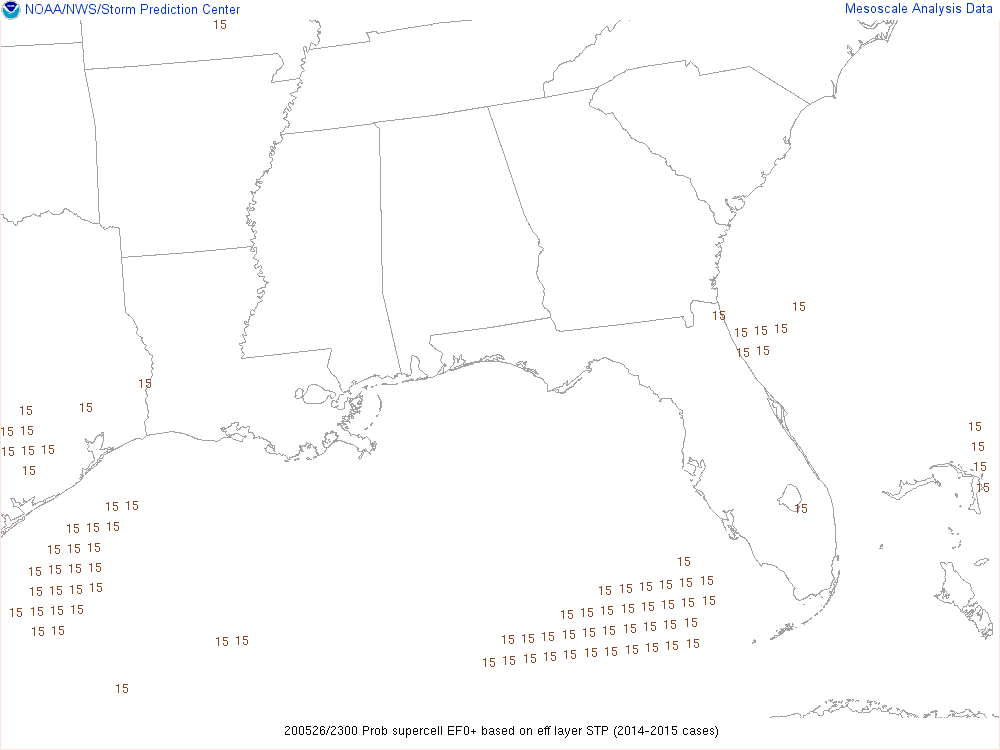 NOAA/NWS/Storm Prediction Center
Mesoscale Analysis Data
15
15
15
15 15 15
15 15
15
15 15
15
15 15
15
15 15 15
15
15
15
15 15
15
15 15 15
15 15 15
15
15 15 15 15
15 15 15 15 15 15
15 15 15 15
15 15 15 15 15 15 15 15
15 15 15 15
15 15
15 15 15 15 15 15 15 15 15 15
15 15
15 15 15 15 15 15 15 15 15 15 15
15
200526/2300 Prob supercell EF0+ based on eff layer STP (2014-2015 cases)